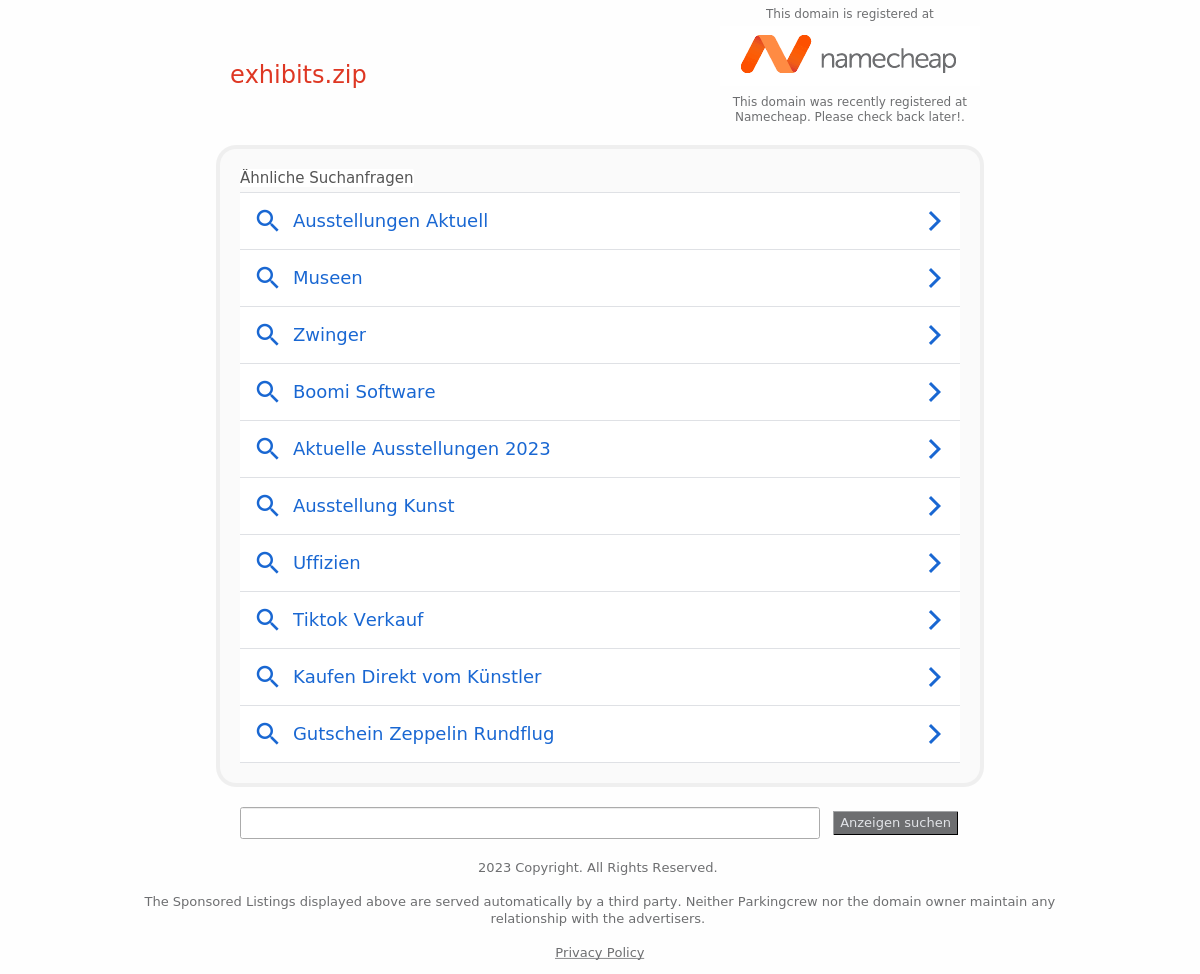 This domain is registered at
namecheap
exhibits.zip
This domain was recently registered at
Namecheap. Please check back later!.
Ähnliche Suchanfragen
Ausstellungen Aktuell
Museen
Zwinger
Boomi Software
Aktuelle Ausstellungen 2023
Ausstellung Kunst
Uffizien
Tiktok Verkauf
Kaufen Direkt vom Künstler
Gutschein Zeppelin Rundflug
Anzeigen suchen
2023 Copyright. All Rights Reserved.
The Sponsored Listings displayed above are served automatically by a third party. Neither Parkingcrew nor the domain owner maintain any
relationship with the advertisers.
Privacy Policy